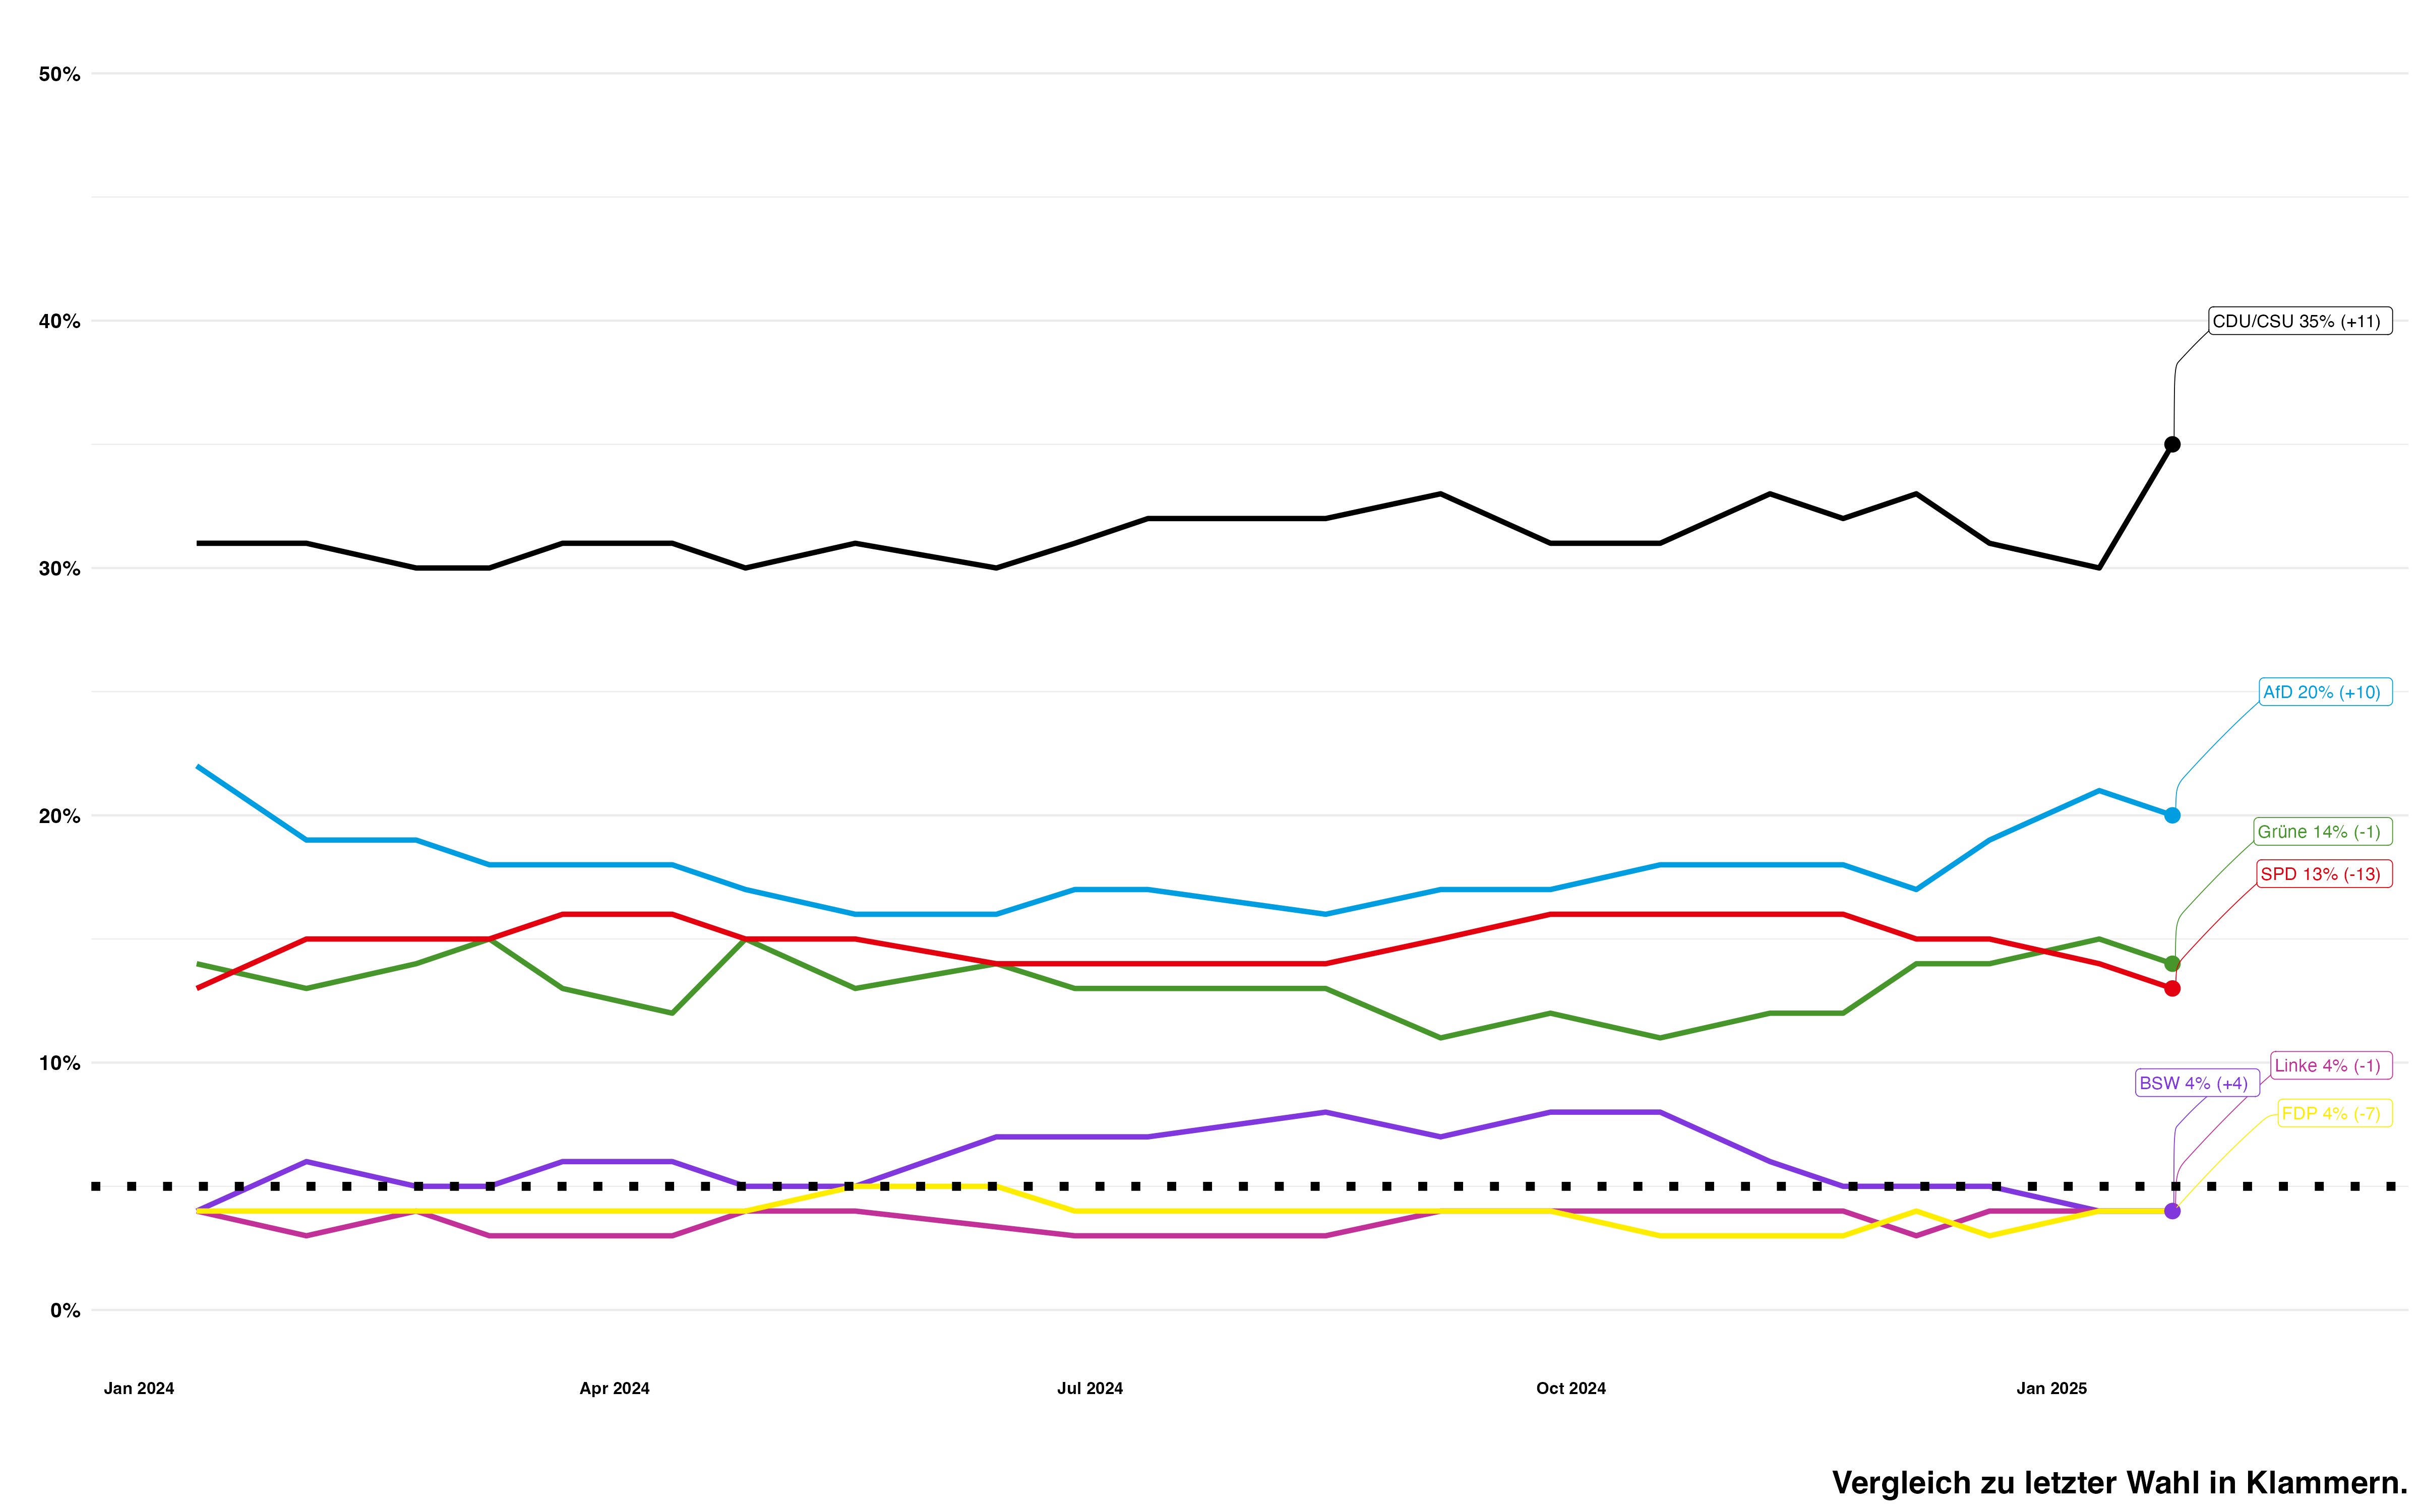 50%
40%
30%
20%
10%
0%
CDU/CSU 35% (+11)
AfD 20% (+10)
Grüne 14% (-1)
SPD 13% (-13)
Linke 4% (-1)
BSW 4% (+4)
FDP 4% (-7)
Jan 2024 Apr 2024 Jul 2024 Oct 2024 Jan 2025
Vergleich zu letzter Wahl in Klammern.